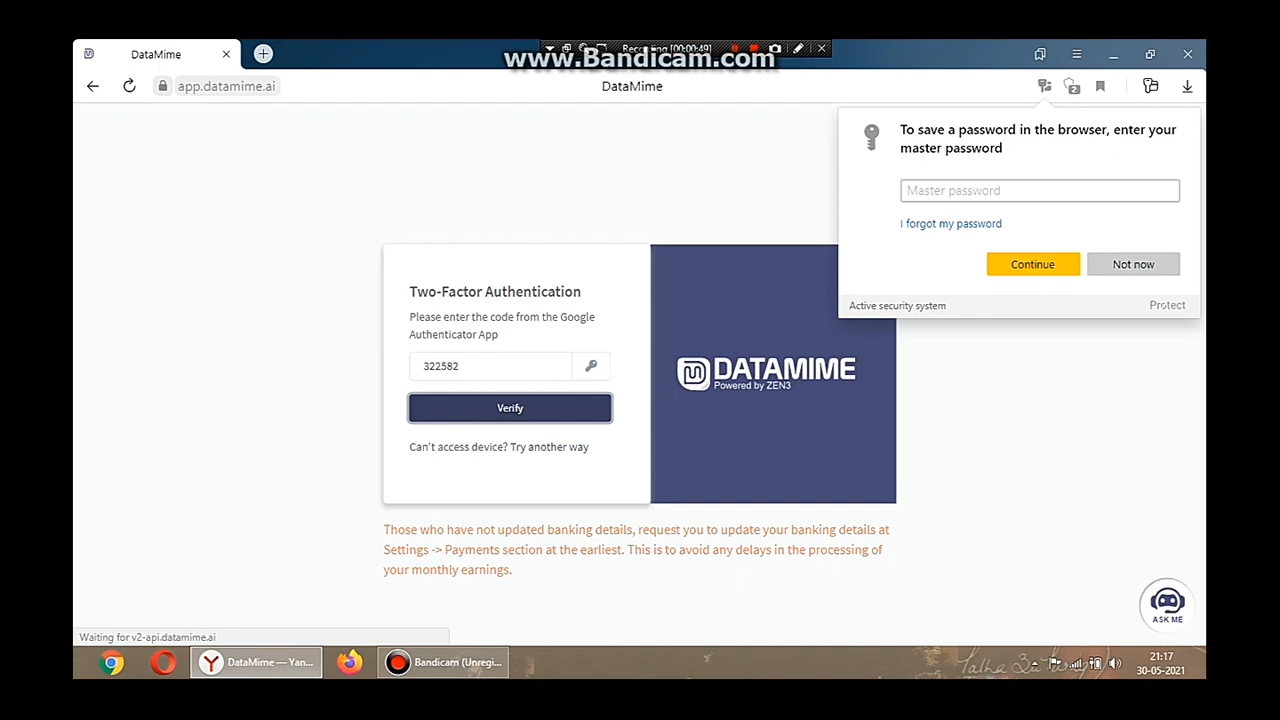 DataMime
Recording [00:00:49]
www.Bandicam.com
app.datamime.ai
DataMime
2
To save a password in the browser, enter your
master password
Master password
I forgot my password
Continue
Not now
Active security system
Protect
Two-Factor Authentication
Please enter the code from the Google
Authenticator App
322582
Verify
Can't access device? Try another way
DATAMIME
Powered by ZEN3
Those who have not updated banking details, request you to update your banking details at
Settings -> Payments section at the earliest. This is to avoid any delays in the processing of
your monthly earnings.
ASK ME
Waiting for v2-api.datamime.ai
DataMime — Yan...
Bandicam (Unregi...
21:17
30-05-2021